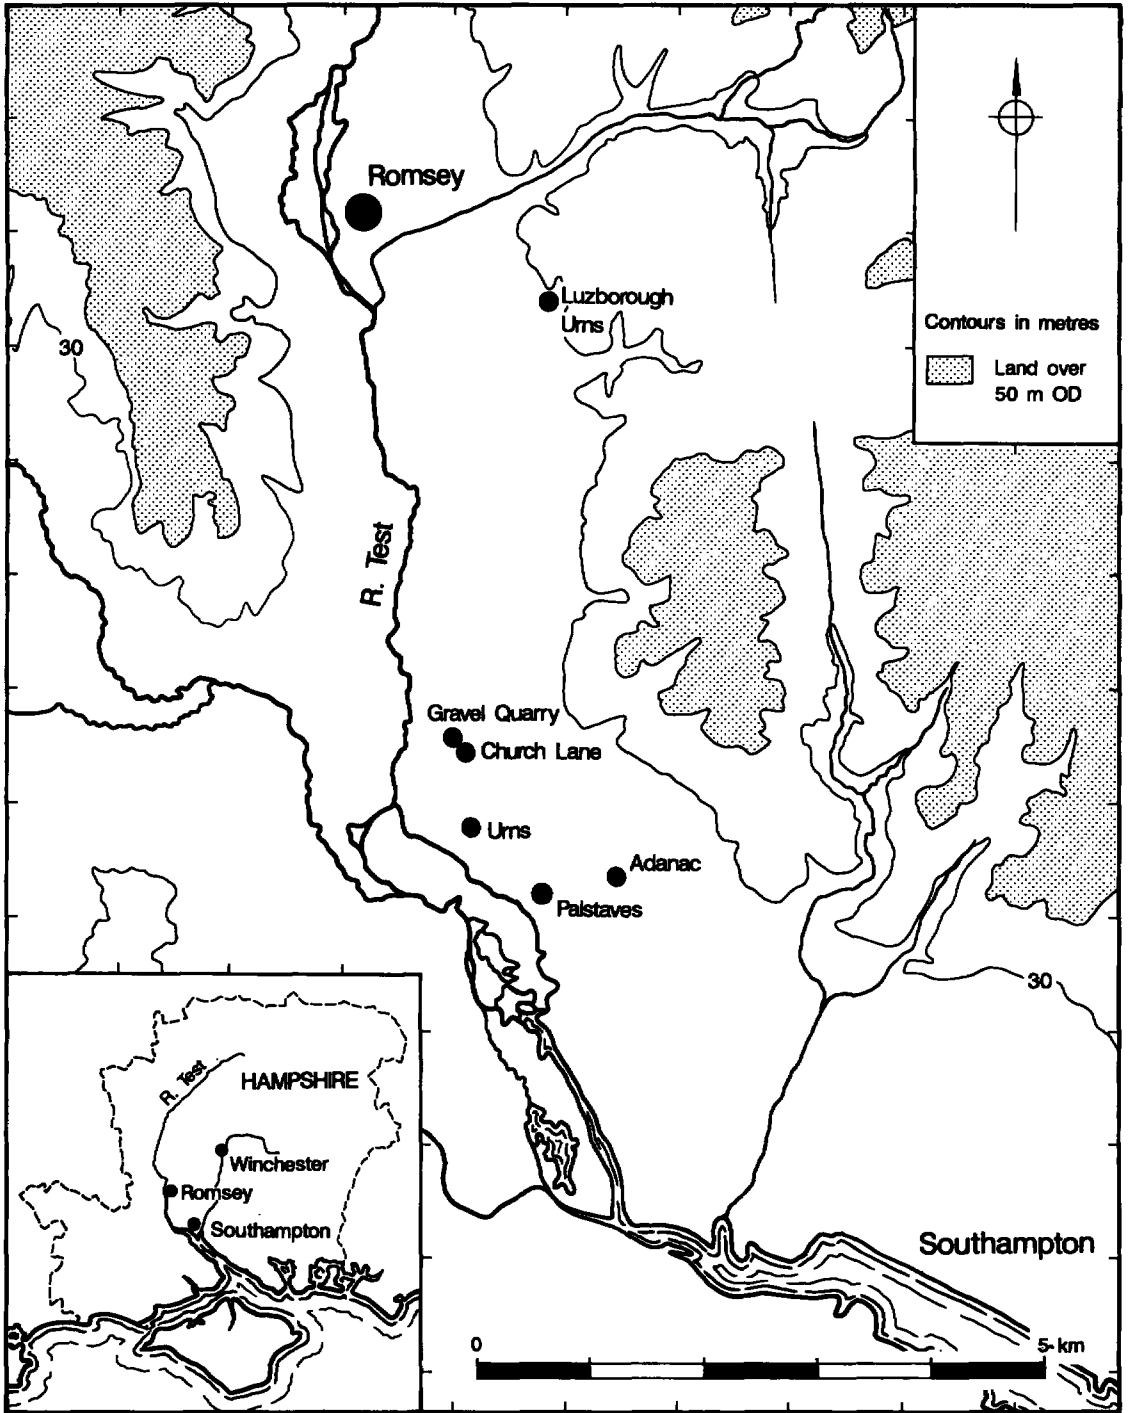 Romsey
Luzborough
Urns
Contours in metres
Land over
50 m OD
30
R. Test
Gravel Quarry
Church Lane
Urns
Adanac
Palstaves
30
R. Test
HAMPSHIRE
Winchester
Romsey
Southampton
Southampton
0
5 km